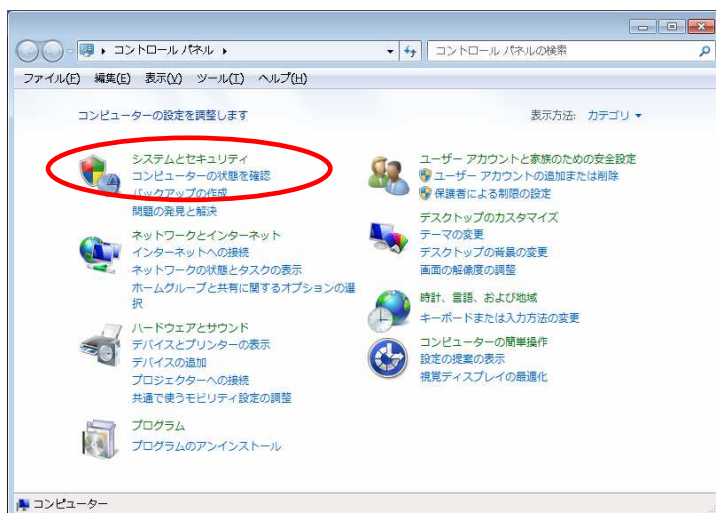 コントロール パネル
コントロール パネルの検索
ファイル(F) 編集(E) 表示(V) ツール(T) ヘルプ(H)
コンピューターの設定を調整します
表示方法: カテゴリ
システムとセキュリティ
コンピューターの状態を確認
バックアップの作成
問題の発見と解決
ネットワークとインターネット
インターネットへの接続
ネットワークの状態とタスクの表示
ホームグループと共有に関するオプションの選
択
ハードウェアとサウンド
デバイスとプリンターの表示
デバイスの追加
プロジェクターへの接続
共通で使うモビリティ設定の調整
プログラム
プログラムのアンインストール
ユーザー アカウントと家族のための安全設定
ユーザー アカウントの追加または削除
保護者による制限の設定
デスクトップのカスタマイズ
テーマの変更
デスクトップの背景の変更
画面の解像度の調整
時計、言語、および地域
キーボードまたは入力方法の変更
コンピューターの簡単操作
設定の提案の表示
視覚ディスプレイの最適化
コンピューター